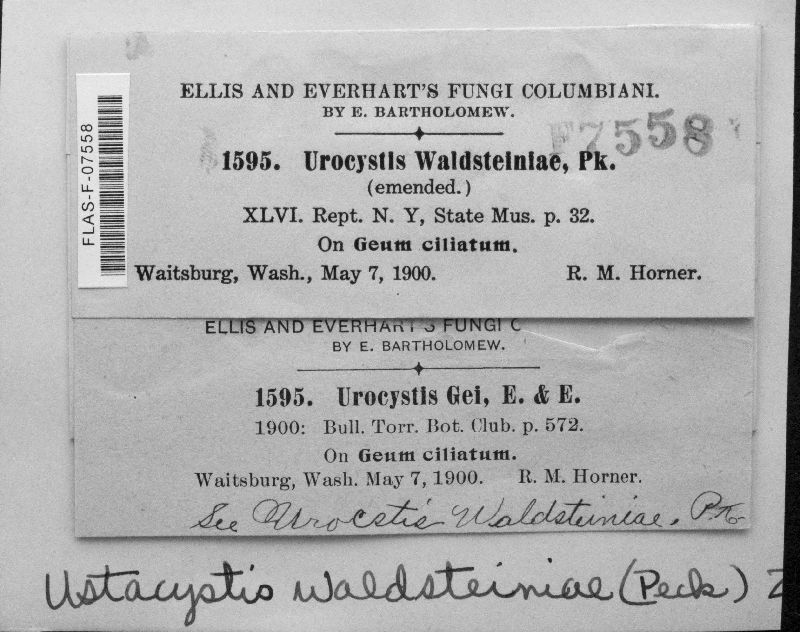 ELLIS AND EVERHART'S FUNGI COLUMBIANI.
BY E. BARTHOLOMEW.
F7558
FLAS-F-07558
1595. Urocystis Waldsteiniae, Pk.
(emended.)
XLVI. Rept. N. Y, State Mus. p. 32.
On Geum ciliatum.
Waitsburg, Wash., May 7, 1900. R. M. Horner.
ELLIS AND EVERHART'S FUNGI C
BY E. BARTHOLOMEW.
1595. Urocystis Gei, E. & E.
1900: Bull. Torr. Bot. Club. p. 572.
On Geum ciliatum.
Waitsburg, Wash. May 7, 1900. R. M. Horner.
See Urocstis Waldsteiniae, Pk
Ustacystis waldsteiniae (Peck) Z